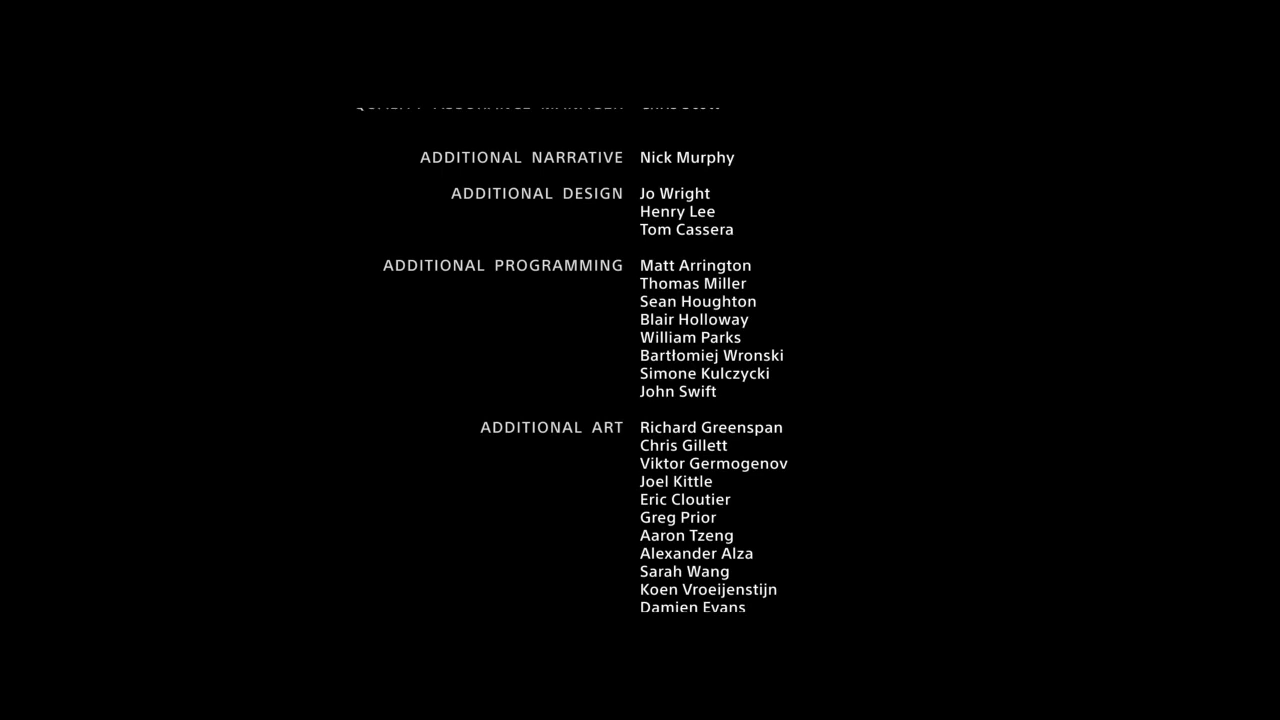 ADDITIONAL NARRATIVE Nick Murphy
ADDITIONAL DESIGN Jo Wright
Henry Lee
Tom Cassera
ADDITIONAL PROGRAMMING Matt Arrington
Thomas Miller
Sean Houghton
Blair Holloway
William Parks
Bartłomiej Wronski
Simone Kulczycki
John Swift
ADDITIONAL ART Richard Greenspan
Chris Gillett
Viktor Germogenov
Joel Kittle
Eric Cloutier
Greg Prior
Aaron Tzeng
Alexander Alza
Sarah Wang
Koen Vroeijenstijn
Damien Evans